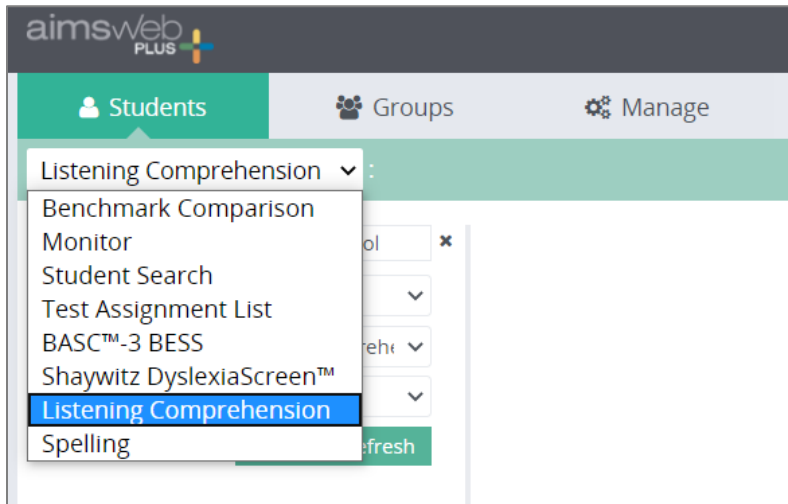 aimsweb
PLUS
Students Groups Manage
Listening Comprehension :
Benchmark Comparison
Monitor
Student Search
Test Assignment List
BASC™-3 BESS
Shaywitz DyslexiaScreen™
Listening Comprehension
Spelling